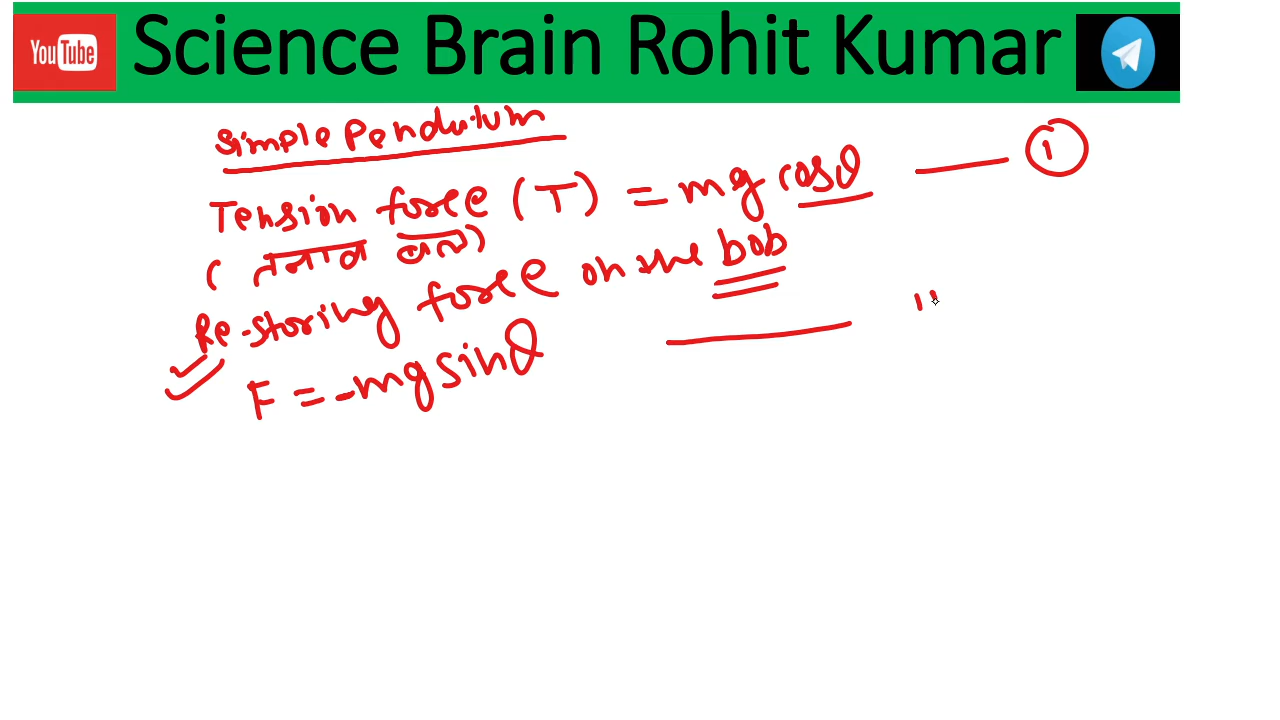 YouTube Science Brain Rohit Kumar
Simple Pendulum
Tension force (T) = mg cosθ —— ①
(तनाव बल)
Re-storing force on the bob
F = -mg sinθ —— 11